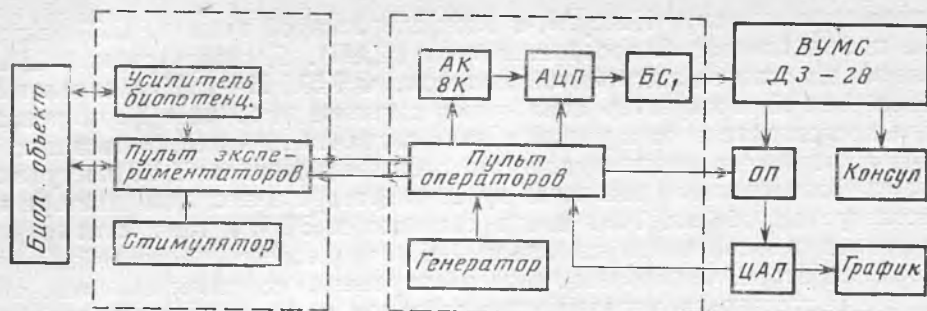 Биол. объект
Усилитель
биопотенц.
Пульт экспе-
риментаторов
Стимулятор
АК
8К
АЦП
БС₁
Пульт
операторов
Генератор
ВУМС
ДЗ - 28
ОП
Консул
ЦАП
График